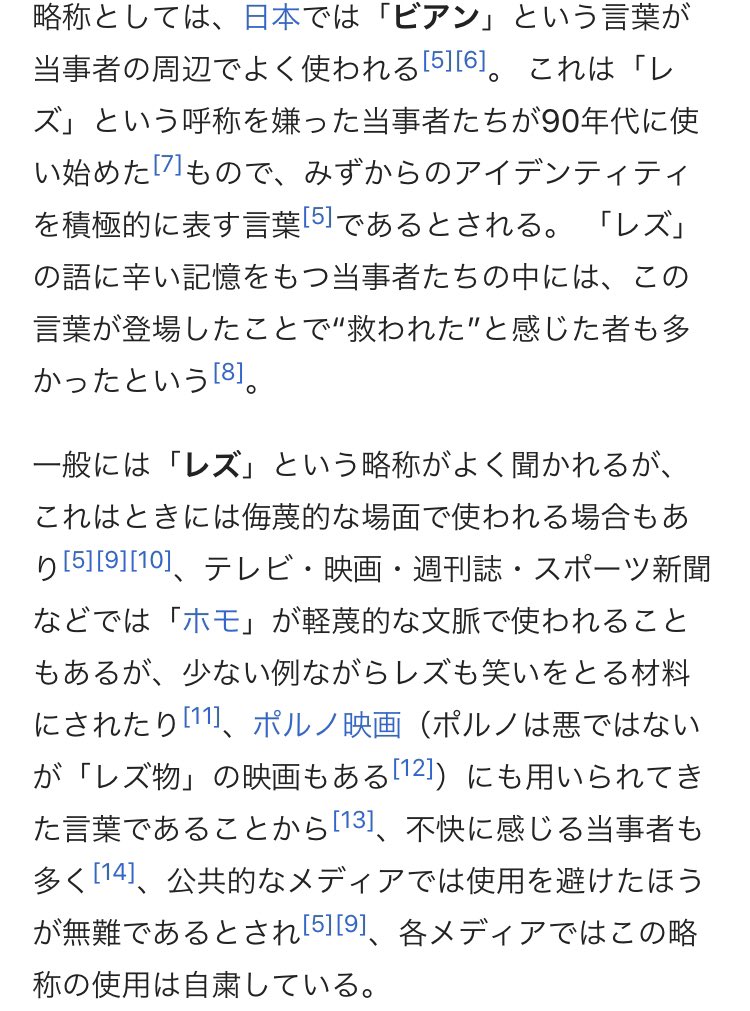 略称としては、日本では「ビアン」という言葉が
当事者の周辺でよく使われる[5][6]。 これは「レ
ズ」という呼称を嫌った当事者たちが90年代に使
い始めた[7]もので、みずからのアイデンティティ
を積極的に表す言葉[5]であるとされる。 「レズ」
の語に辛い記憶をもつ当事者たちの中には、この
言葉が登場したことで“救われた”と感じた者も多
かったという[8]。
一般には「レズ」という略称がよく聞かれるが、
これはときには侮蔑的な場面で使われる場合もあ
り[5][9][10]、テレビ・映画・週刊誌・スポーツ新聞
などでは「ホモ」が軽蔑的な文脈で使われること
もあるが、少ない例ながらレズも笑いをとる材料
にされたり[11]、ポルノ映画（ポルノは悪ではない
が「レズ物」の映画もある[12]）にも用いられてき
た言葉であることから[13]、不快に感じる当事者も
多く[14]、公共的なメディアでは使用を避けたほう
が無難であるとされ[5][9]、各メディアではこの略
称の使用は自粛している。